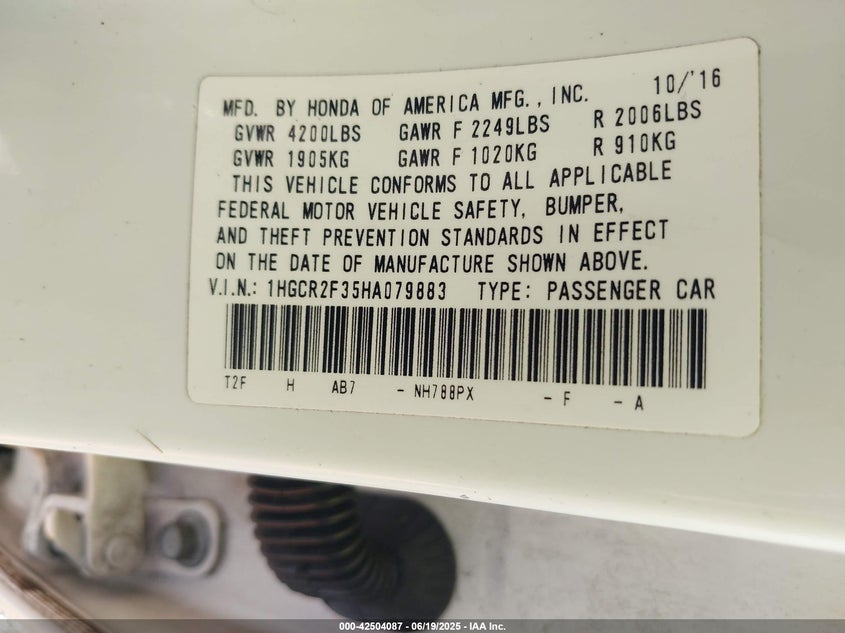 MFD. BY HONDA OF AMERICA MFG., INC. 10/'16
GVWR 4200LBS GAWR F 2249LBS R 2006LBS
GVWR 1905KG GAWR F 1020KG R 910KG
THIS VEHICLE CONFORMS TO ALL APPLICABLE
FEDERAL MOTOR VEHICLE SAFETY, BUMPER,
AND THEFT PREVENTION STANDARDS IN EFFECT
ON THE DATE OF MANUFACTURE SHOWN ABOVE.
V.I.N.: 1HGCR2F35HA079883 TYPE: PASSENGER CAR
T2F H AB7 - NH788PX - F - A
000-42504087 - 06/19/2025 - IAA Inc.